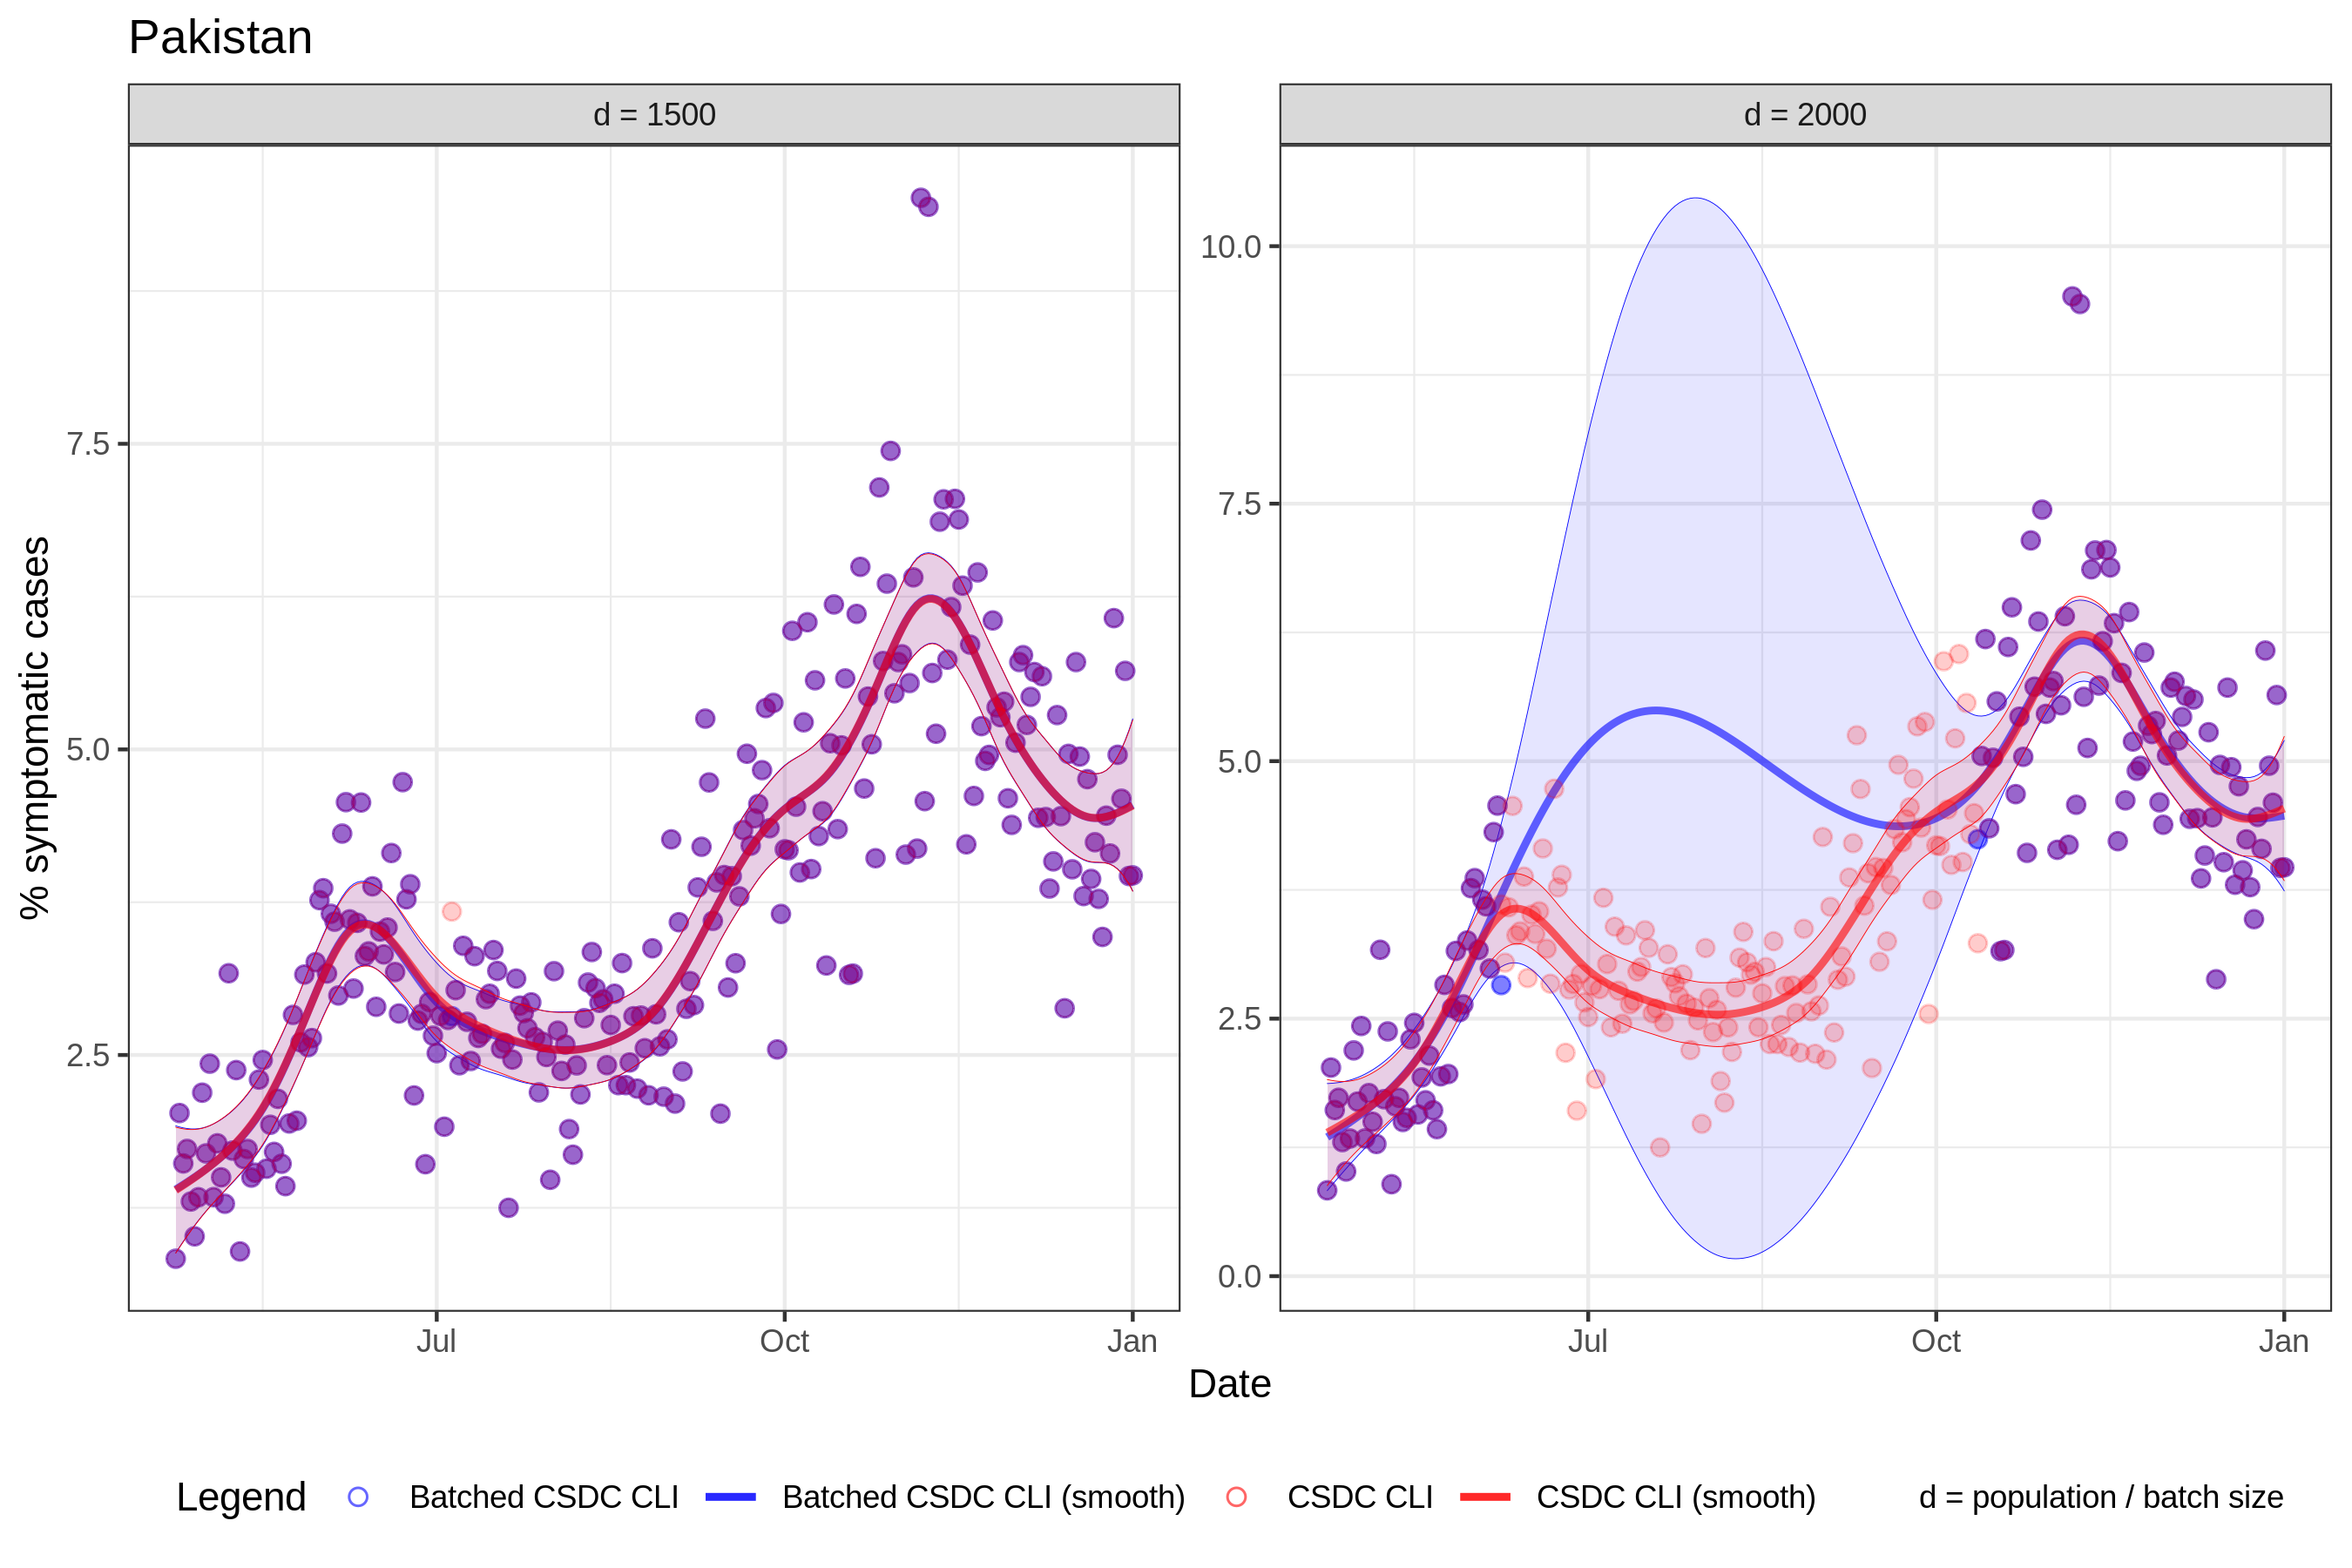 Pakistan
d = 1500
d = 2000
% symptomatic cases
7.5
5.0
2.5
10.0
7.5
5.0
2.5
0.0
Jul
Oct
Jan
Jul
Oct
Jan
Date
Legend
Batched CSDC CLI
Batched CSDC CLI (smooth)
CSDC CLI
CSDC CLI (smooth)
d = population / batch size